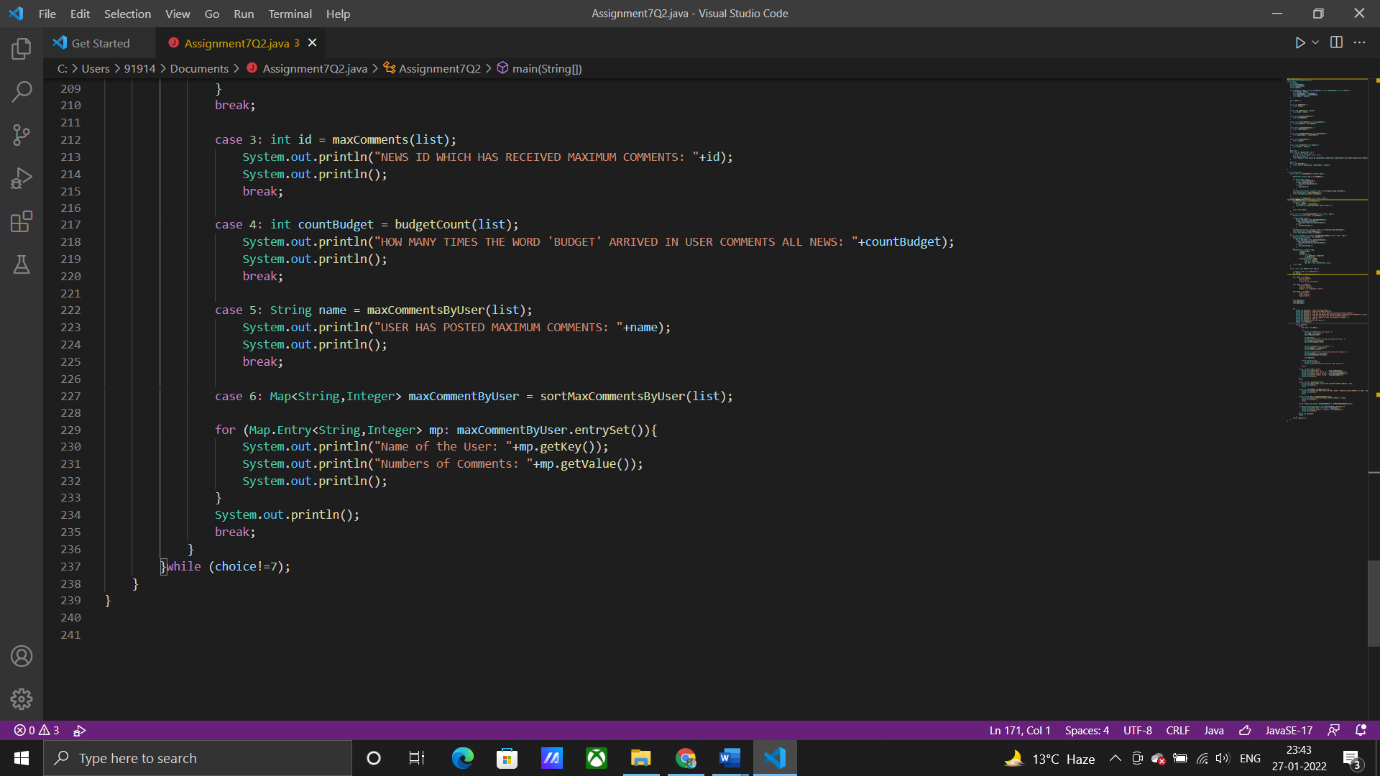 File Edit Selection View Go Run Terminal Help
Assignment7Q2.java - Visual Studio Code
Get Started
Assignment7Q2.java 3
C: > Users > 91914 > Documents > Assignment7Q2.java > Assignment7Q2 > main(String[])
209 }
210 break;
211
212 case 3: int id = maxComments(list);
213 System.out.println("NEWS ID WHICH HAS RECEIVED MAXIMUM COMMENTS: "+id);
214 System.out.println();
215 break;
216
217 case 4: int countBudget = budgetCount(list);
218 System.out.println("HOW MANY TIMES THE WORD 'BUDGET' ARRIVED IN USER COMMENTS ALL NEWS: "+countBudget);
219 System.out.println();
220 break;
221
222 case 5: String name = maxCommentsByUser(list);
223 System.out.println("USER HAS POSTED MAXIMUM COMMENTS: "+name);
224 System.out.println();
225 break;
226
227 case 6: Map<String,Integer> maxCommentByUser = sortMaxCommentsByUser(list);
228
229 for (Map.Entry<String,Integer> mp: maxCommentByUser.entrySet()){
230 System.out.println("Name of the User: "+mp.getKey());
231 System.out.println("Numbers of Comments: "+mp.getValue());
232 System.out.println();
233 }
234 System.out.println();
235 break;
236 }
237 }while (choice!=7);
238 }
239 }
240
241
0 3
Ln 171, Col 1 Spaces: 4 UTF-8 CRLF Java JavaSE-17
Type here to search
13°C Haze
ENG
23:43
27-01-2022
3